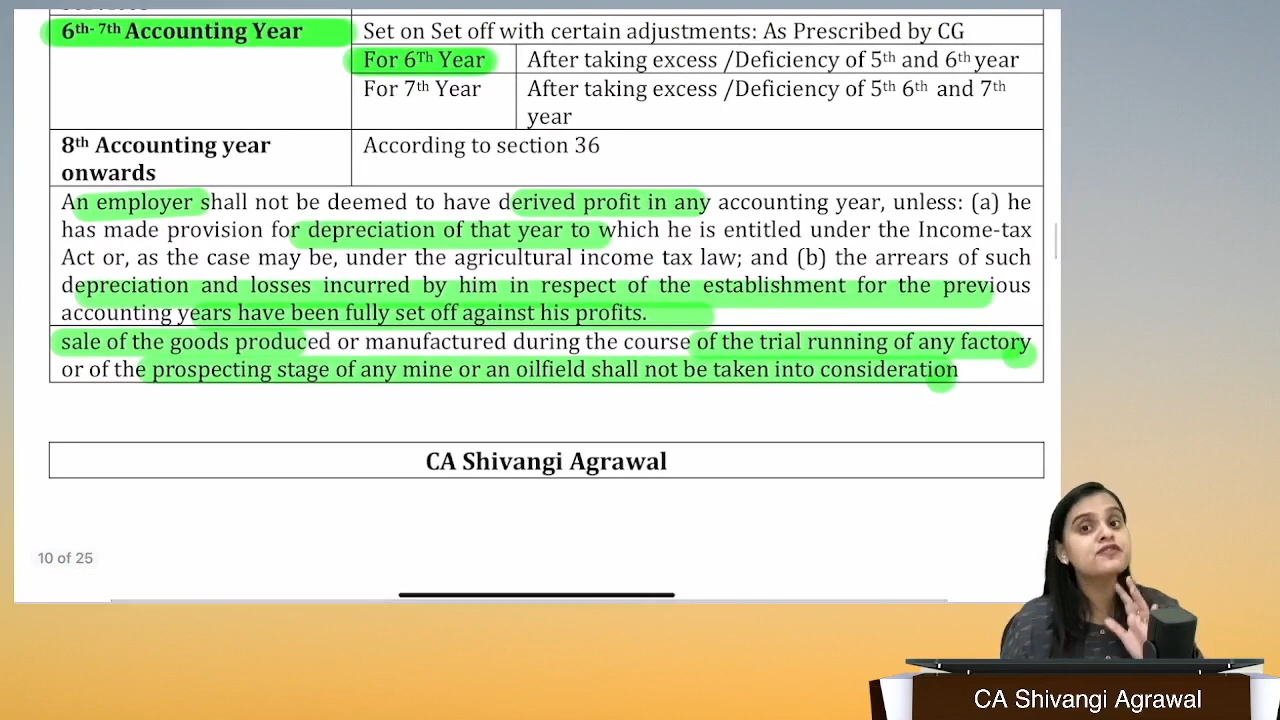 6th- 7th Accounting Year
Set on Set off with certain adjustments: As Prescribed by CG
For 6Th Year
After taking excess /Deficiency of 5th and 6th year
For 7th Year
After taking excess /Deficiency of 5th 6th and 7th
year
8th Accounting year
onwards
According to section 36
An employer shall not be deemed to have derived profit in any accounting year, unless: (a) he
has made provision for depreciation of that year to which he is entitled under the Income-tax
Act or, as the case may be, under the agricultural income tax law; and (b) the arrears of such
depreciation and losses incurred by him in respect of the establishment for the previous
accounting years have been fully set off against his profits.
sale of the goods produced or manufactured during the course of the trial running of any factory
or of the prospecting stage of any mine or an oilfield shall not be taken into consideration
CA Shivangi Agrawal
10 of 25
CA Shivangi Agrawal